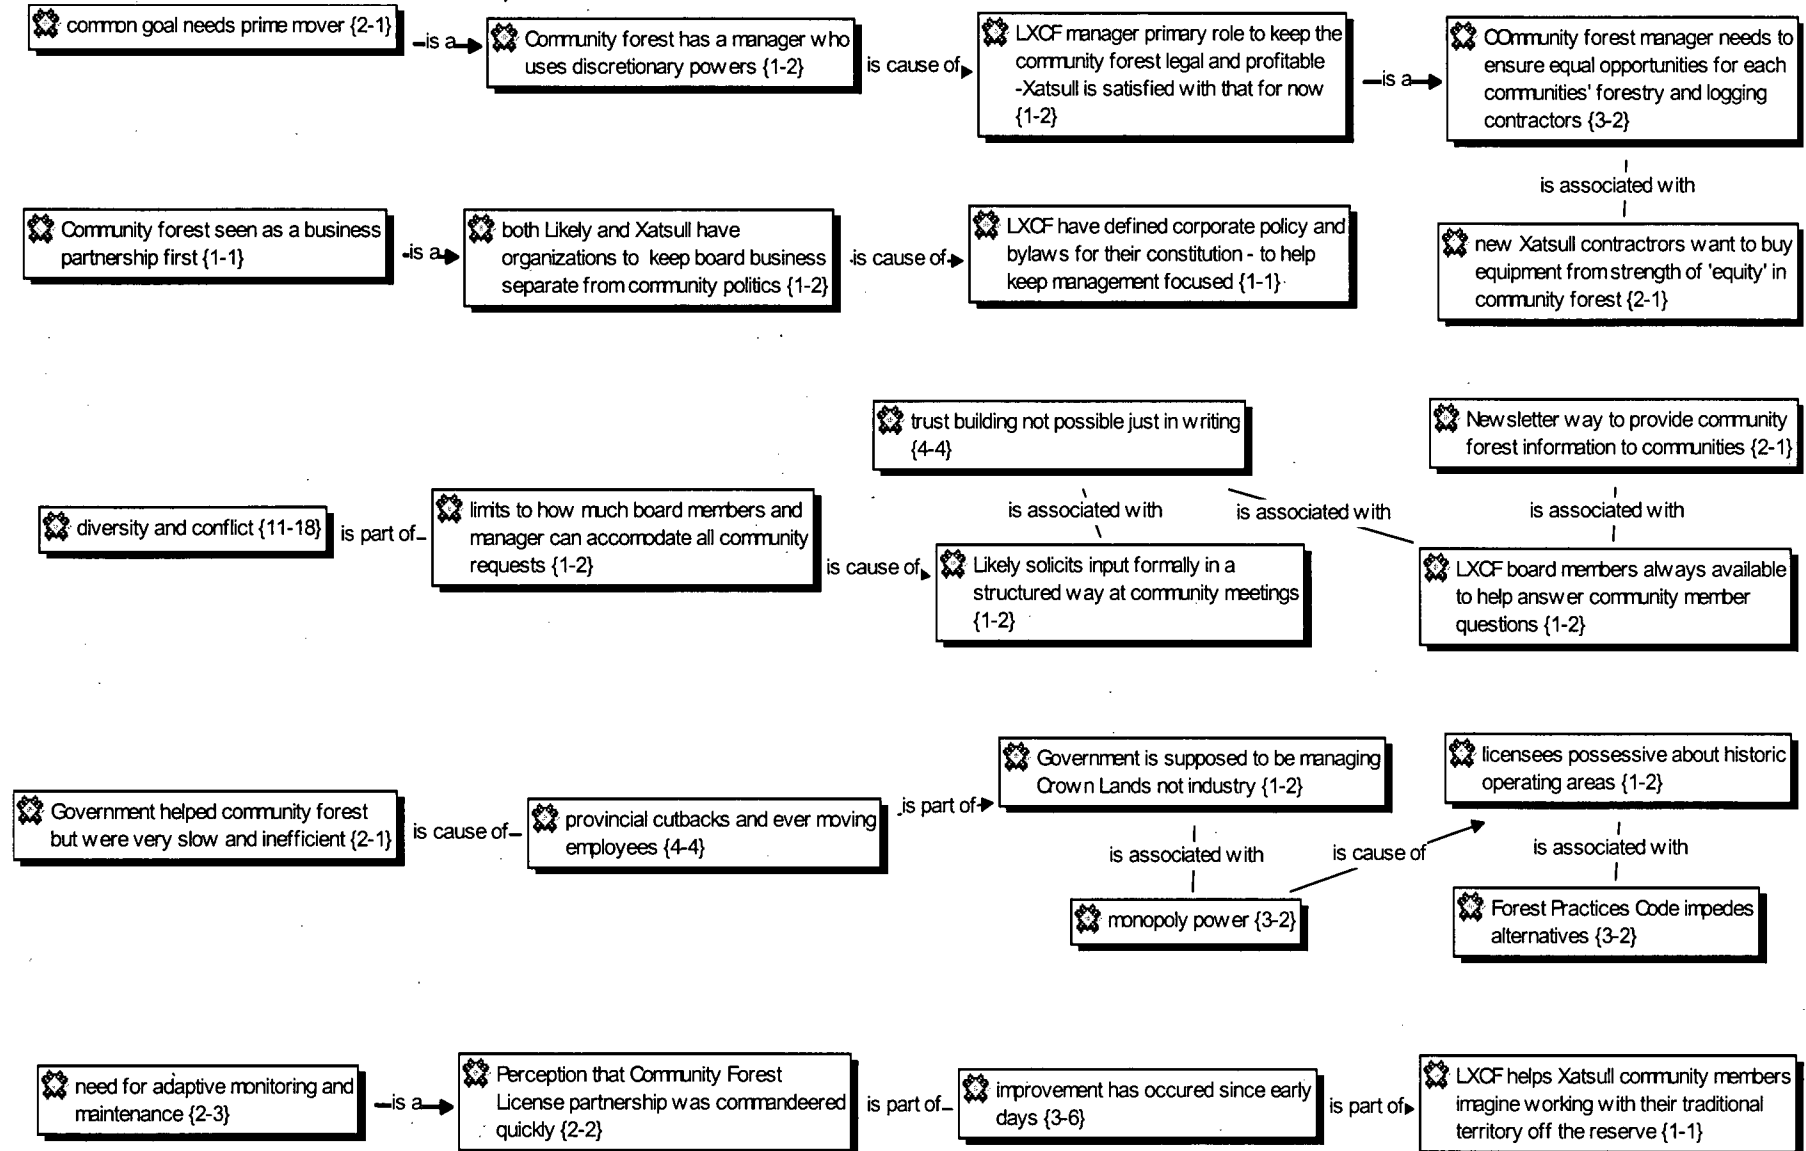 common goal needs prime mover {2-1}
is a
Community forest has a manager who
uses discretionary powers {1-2}
is cause of
LXCF manager primary role to keep the
community forest legal and profitable
-Xatsull is satisfied with that for now
{1-2}
is a
COmmunity forest manager needs to
ensure equal opportunities for each
communities' forestry and logging
contractors {3-2}
is associated with
new Xatsull contractrors want to buy
equipment from strength of 'equity' in
community forest {2-1}
Community forest seen as a business
partnership first {1-1}
is a
both Likely and Xatsull have
organizations to keep board business
separate from community politics {1-2}
is cause of
LXCF have defined corporate policy and
bylaws for their constitution - to help
keep management focused {1-1}
diversity and conflict {11-18}
is part of
limits to how much board members and
manager can accomodate all community
requests {1-2}
is cause of
trust building not possible just in writing
{4-4}
is associated with
is associated with
Likely solicits input formally in a
structured way at community meetings
{1-2}
Newsletter way to provide community
forest information to communities {2-1}
is associated with
LXCF board members always available
to help answer community member
questions {1-2}
Government helped community forest
but were very slow and inefficient {2-1}
is cause of
provincial cutbacks and ever moving
employees {4-4}
is part of
Government is supposed to be managing
Crown Lands not industry {1-2}
is associated with
monopoly power {3-2}
is cause of
licensees possessive about historic
operating areas {1-2}
is associated with
Forest Practices Code impedes
alternatives {3-2}
need for adaptive monitoring and
maintenance {2-3}
is a
Perception that Community Forest
License partnership was commandeered
quickly {2-2}
is part of
improvement has occured since early
days {3-6}
is part of
LXCF helps Xatsull community members
imagine working with their traditional
territory off the reserve {1-1}